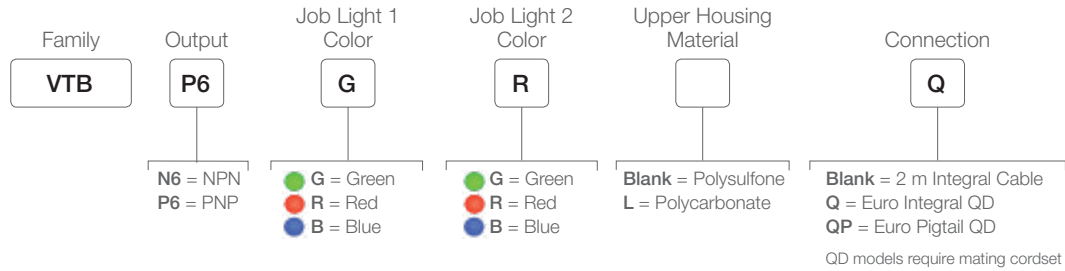 Family
Output
Job Light 1
Color
Job Light 2
Color
Upper Housing
Material
Connection
VTB
P6
G
R
Q
N6 = NPN
P6 = PNP
G = Green
R = Red
B = Blue
G = Green
R = Red
B = Blue
Blank = Polysulfone
L = Polycarbonate
Blank = 2 m Integral Cable
Q = Euro Integral QD
QP = Euro Pigtail QD
QD models require mating cordset